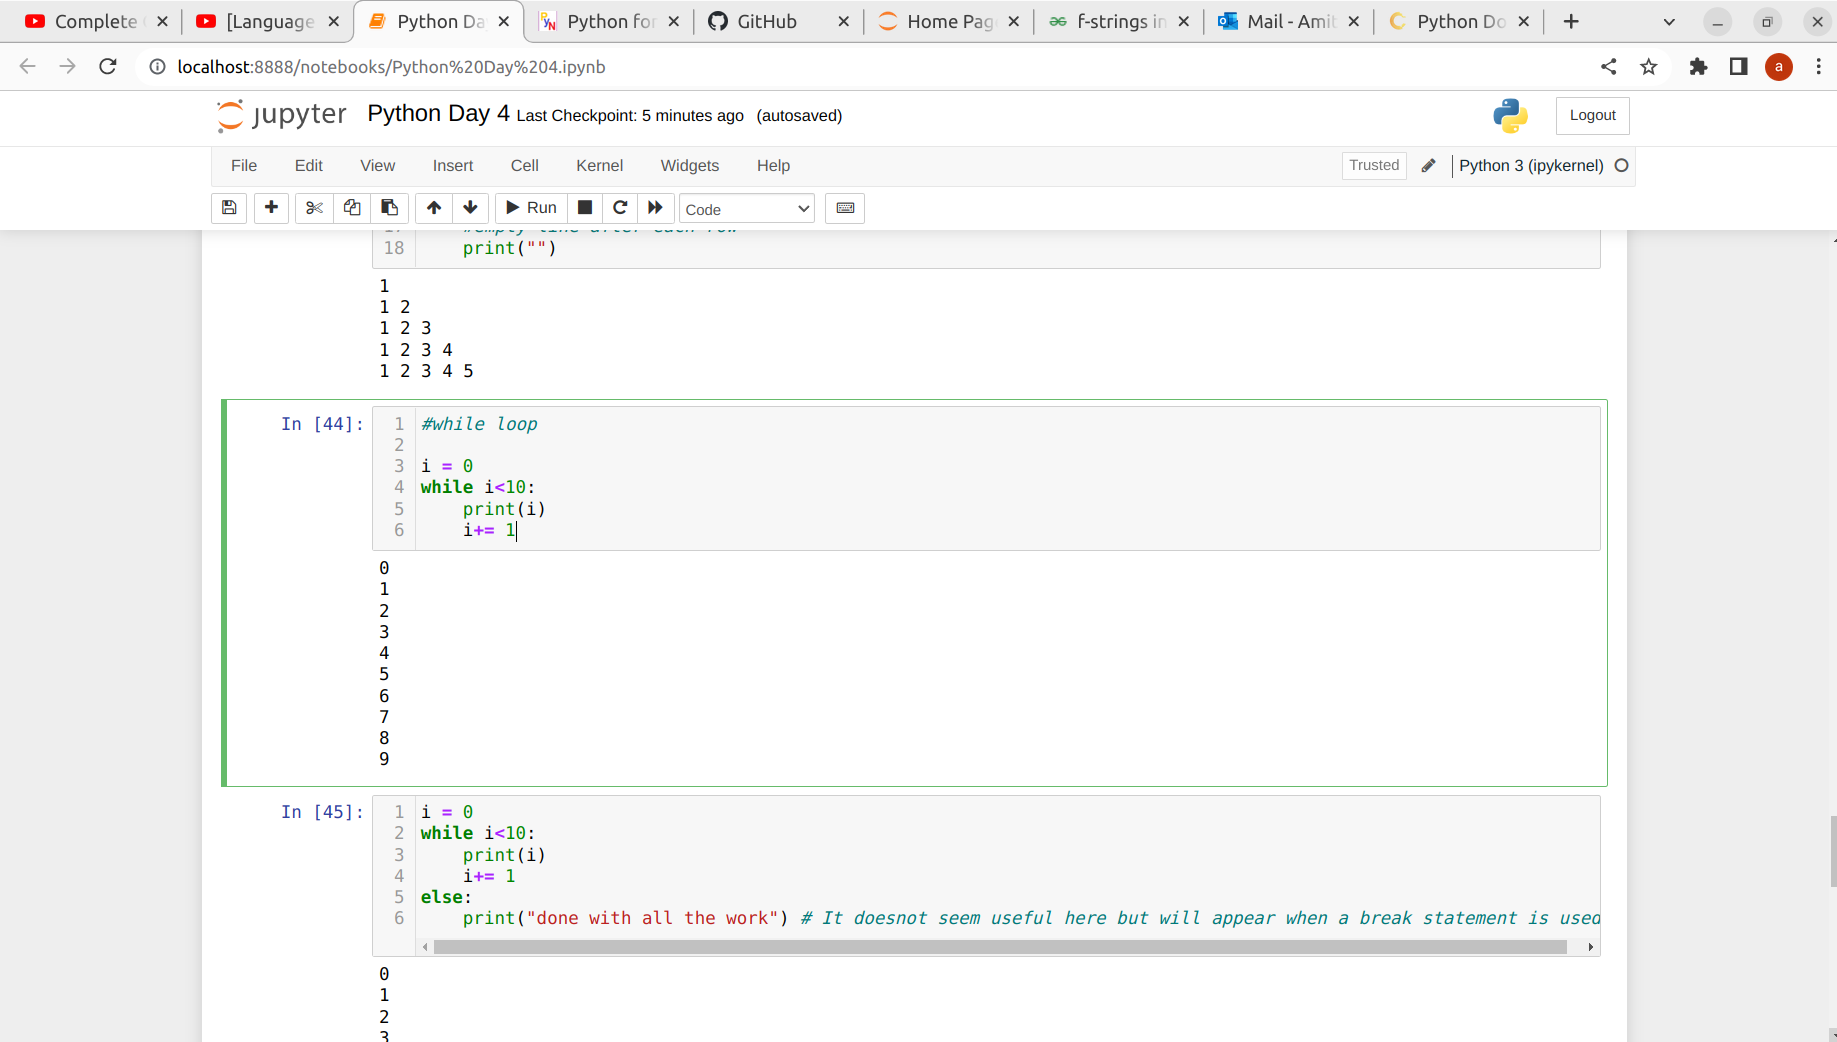 Complete
[Language
Python Da
Python for
GitHub
Home Pag
f-strings in
Mail - Amit
Python Do
localhost:8888/notebooks/Python%20Day%204.ipynb
a
jupyter Python Day 4 Last Checkpoint: 5 minutes ago (autosaved)
Logout
File Edit View Insert Cell Kernel Widgets Help
Trusted Python 3 (ipykernel)
Run Code
#empty line after each row
18 print("")
1
1 2
1 2 3
1 2 3 4
1 2 3 4 5
In [44]: 1 #while loop
2
3 i = 0
4 while i<10:
5 print(i)
6 i+= 1
0
1
2
3
4
5
6
7
8
9
In [45]: 1 i = 0
2 while i<10:
3 print(i)
4 i+= 1
5 else:
6 print("done with all the work") # It doesnot seem useful here but will appear when a break statement is used
0
1
2
3